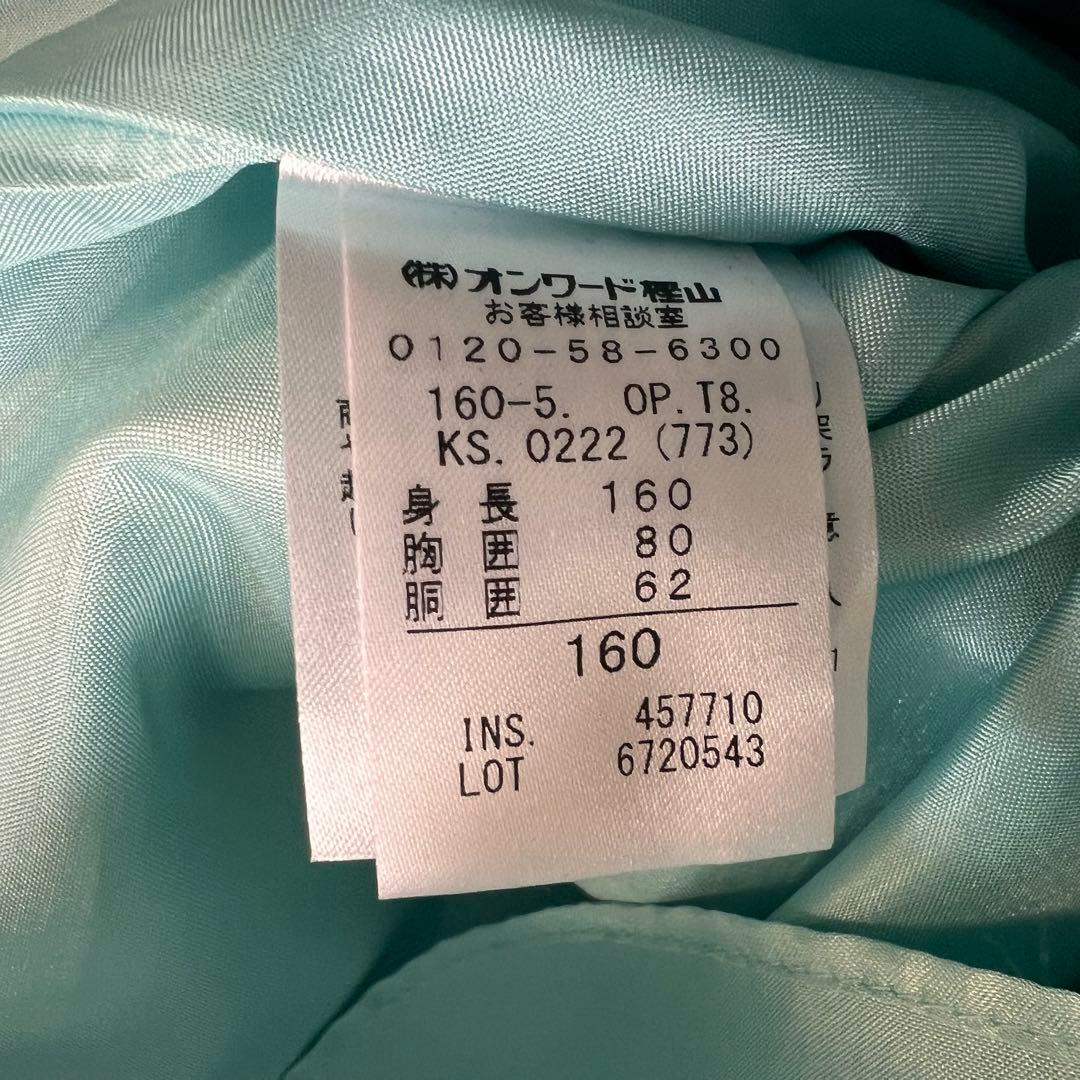 (株)オンワード樫山
お客様相談室
0120-58-6300
160-5. OP.T8.
KS. 0222 (773)
身 長 160
胸 囲 80
胴 囲 62
160
INS. 457710
LOT 6720543